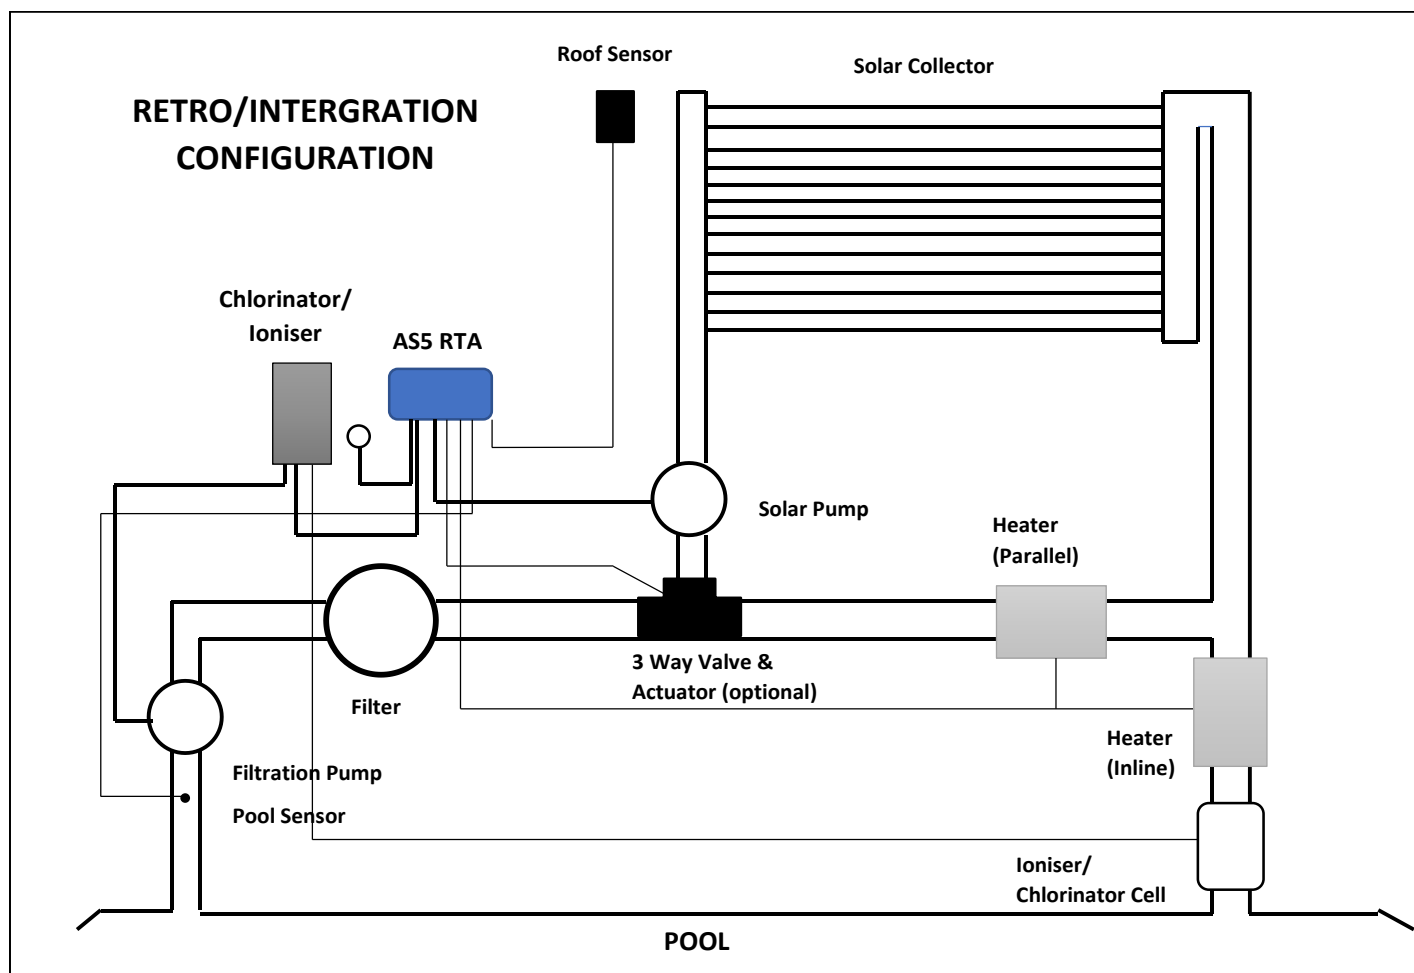 RETRO/INTERGRATION
CONFIGURATION
Roof Sensor
Solar Collector
Chlorinator/
Ioniser
AS5 RTA
Solar Pump
Heater
(Parallel)
3 Way Valve &
Actuator (optional)
Filter
Heater
(Inline)
Filtration Pump
Pool Sensor
Ioniser/
Chlorinator Cell
POOL